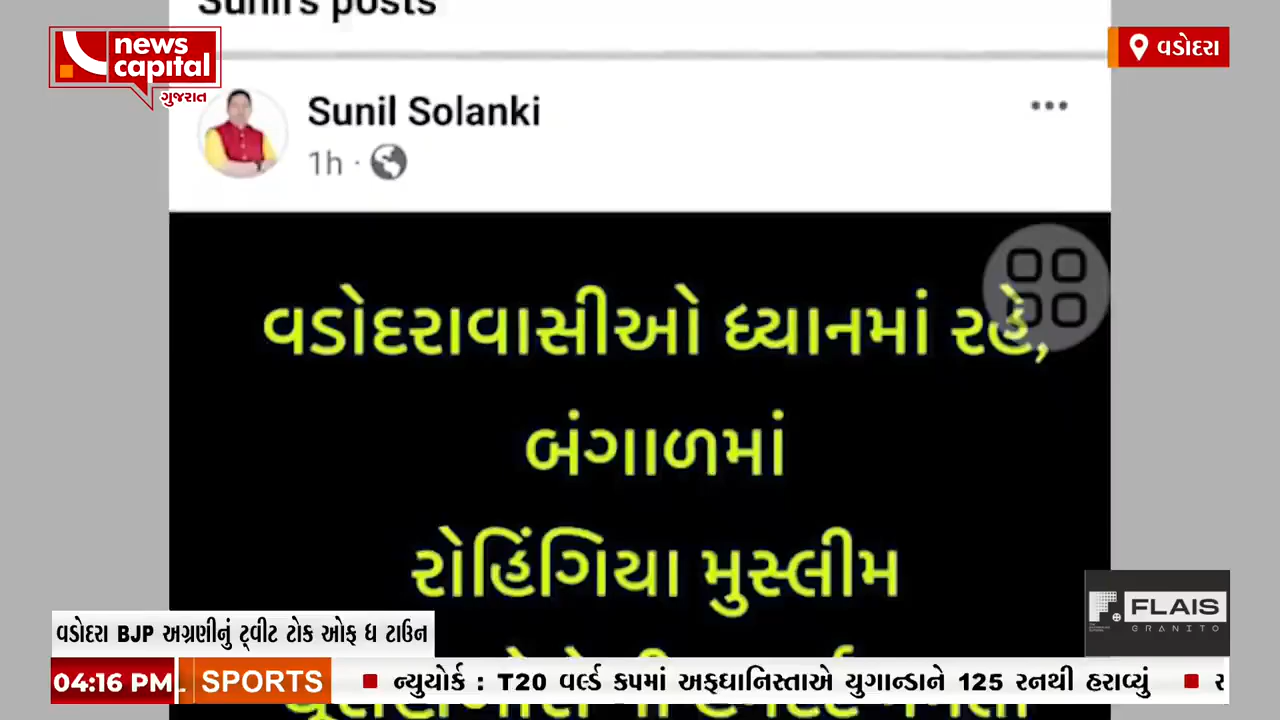 Sunil's posts
news
capital
ગુજરાત
વડોદરા
Sunil Solanki
1h ·
વડોદરાવાસીઓ ધ્યાનમાં રહે,
બંગાળમાં
રોહિંગિયા મુસ્લીમ
FLAIS
GRANITO
વડોદરા BJP અગ્રણીનું ટ્વીટ ટોક ઓફ ધ ટાઉન
04:16 PM
SPORTS
ન્યુયોર્ક : T20 વર્લ્ડ કપમાં અફઘાનિસ્તાએ યુગાન્ડાને 125 રનથી હરાવ્યું